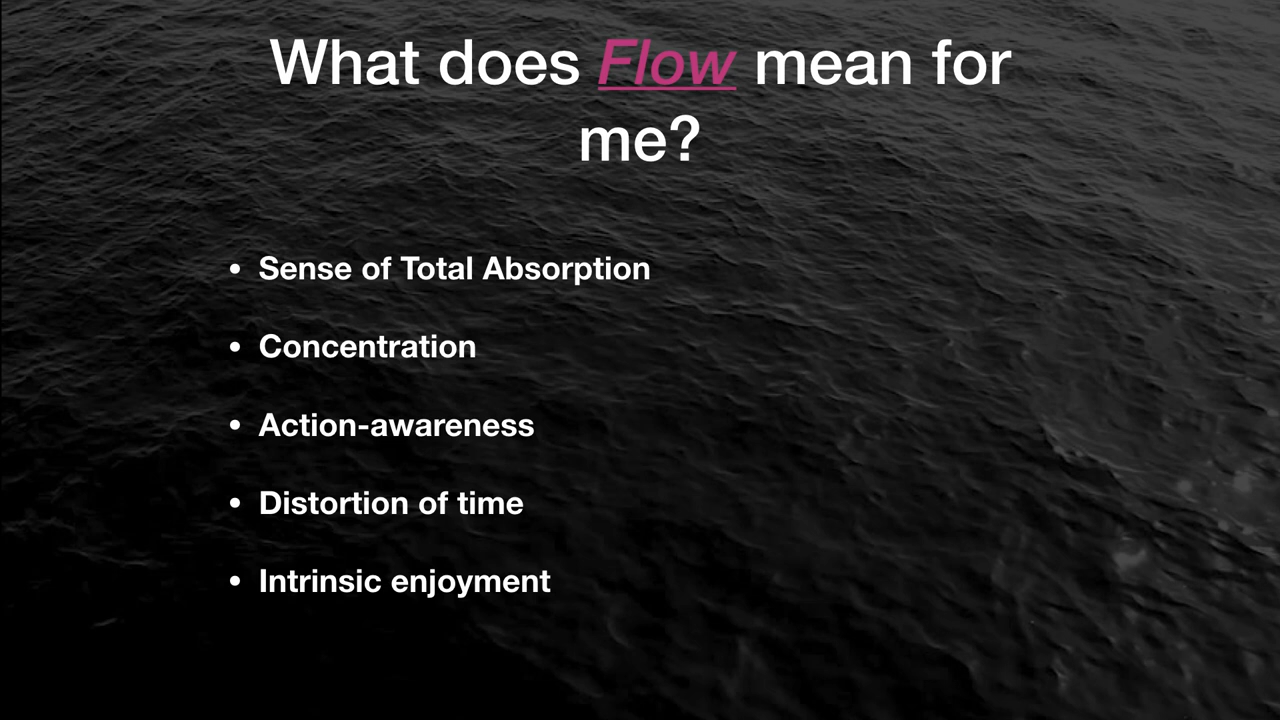 What does Flow mean for
me?
• Sense of Total Absorption
• Concentration
• Action-awareness
• Distortion of time
• Intrinsic enjoyment